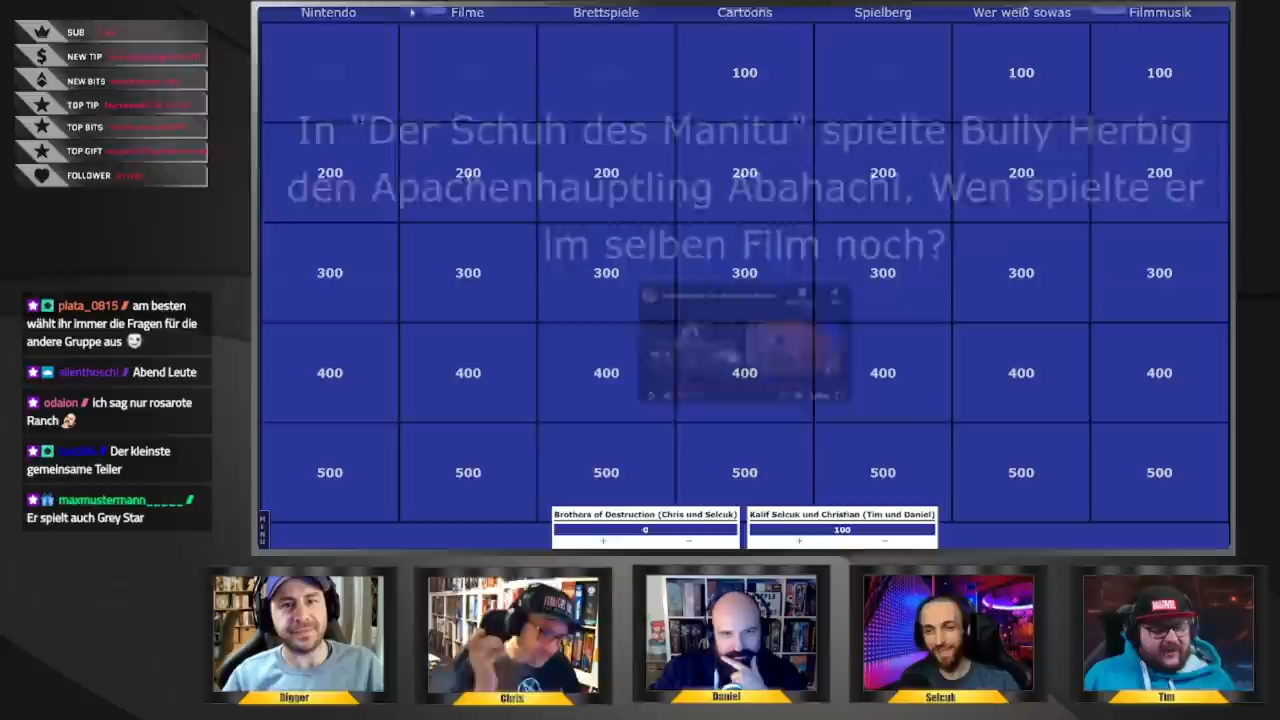 SUB
NEW TIP
NEW BITS
TOP TIP
TOP BITS
TOP GIFT
FOLLOWER
plata_0815 // am besten
wählt ihr immer die Fragen für die
andere Gruppe aus
silenthoschi // Abend Leute
odaion // ich sag nur rosarote
Ranch
// Der kleinste
gemeinsame Teiler
maxmustermann_____ //
Er spielt auch Grey Star
Nintendo Filme Brettspiele Cartoons Spielberg Wer weiß sowas Filmmusik
100 100 100
In "Der Schuh des Manitu" spielte Bully Herbig
200 200 200 200 200 200 200
den Apachenhäuptling Abahachi. Wen spielte er
im selben Film noch?
300 300 300 300 300 300 300
400 400 400 400 400 400 400
500 500 500 500 500 500 500
MENU
Brothers of Destruction (Chris und Selcuk)
0
+ −
Kalif Selcuk und Christian (Tim und Daniel)
100
+ −
MARVEL
Bigger
Chris
Daniel
Selcuk
Tim